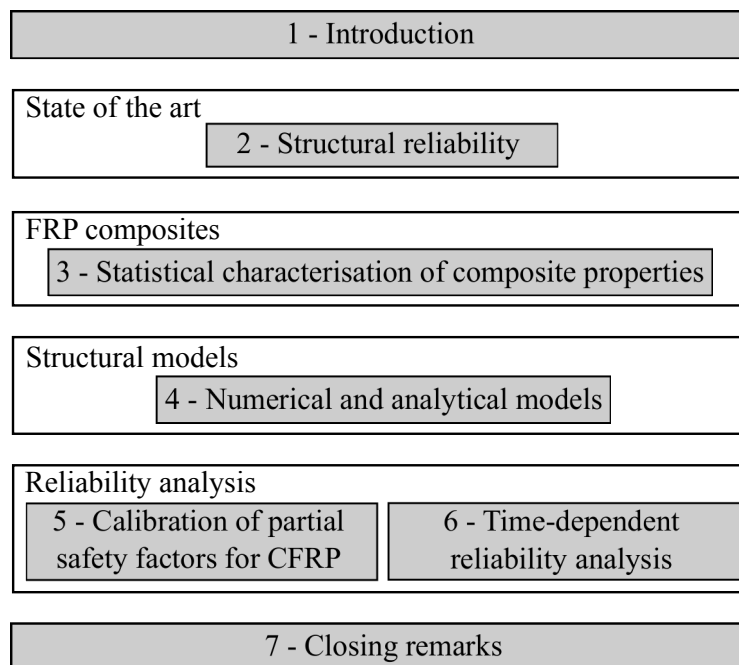 1 - Introduction
State of the art
2 - Structural reliability
FRP composites
3 - Statistical characterisation of composite properties
Structural models
4 - Numerical and analytical models
Reliability analysis
5 - Calibration of partial
safety factors for CFRP
6 - Time-dependent
reliability analysis
7 - Closing remarks